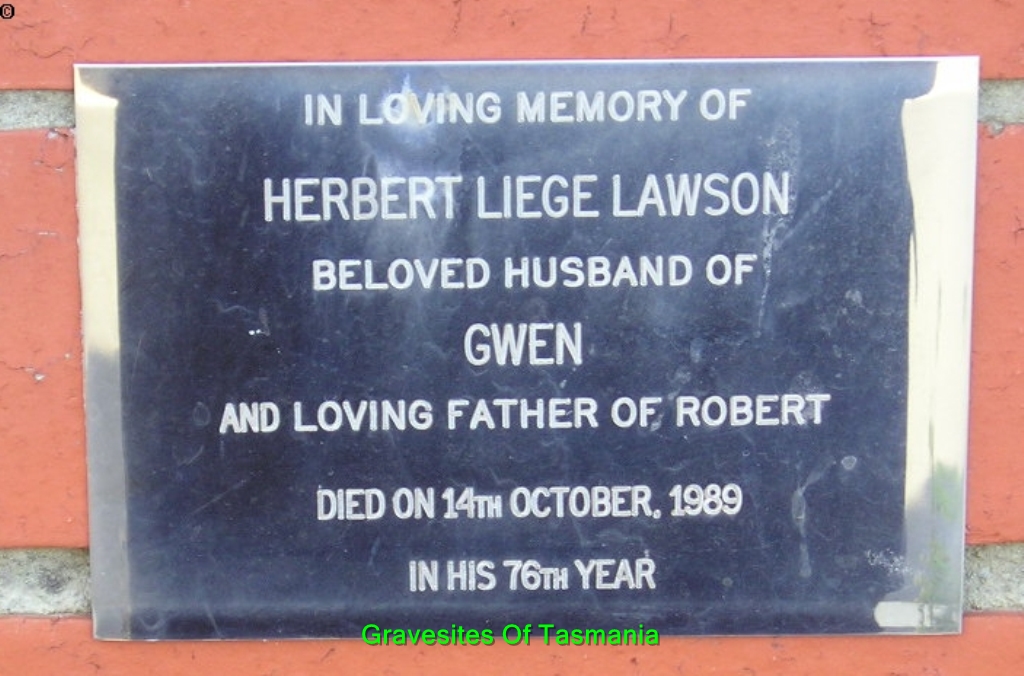 ©
IN LOVING MEMORY OF
HERBERT LIEGE LAWSON
BELOVED HUSBAND OF
GWEN
AND LOVING FATHER OF ROBERT
DIED ON 14TH OCTOBER, 1989
IN HIS 76TH YEAR
Gravesites Of Tasmania